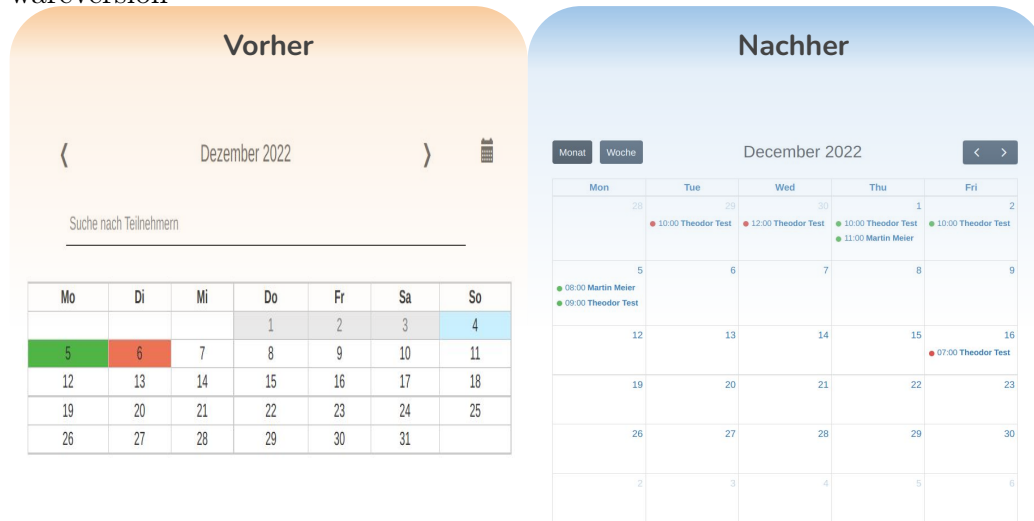 wareversion
Vorher
Dezember 2022
Suche nach Teilnehmern
Mo Di Mi Do Fr Sa So
1 2 3 4
5 6 7 8 9 10 11
12 13 14 15 16 17 18
19 20 21 22 23 24 25
26 27 28 29 30 31
Nachher
Monat Woche December 2022
Mon Tue Wed Thu Fri
28 29 30 1 2
10:00 Theodor Test 12:00 Theodor Test 10:00 Theodor Test 10:00 Theodor Test
11:00 Martin Meier
5 6 7 8 9
08:00 Martin Meier
09:00 Theodor Test
12 13 14 15 16
07:00 Theodor Test
19 20 21 22 23
26 27 28 29 30
2 3 4 5 6